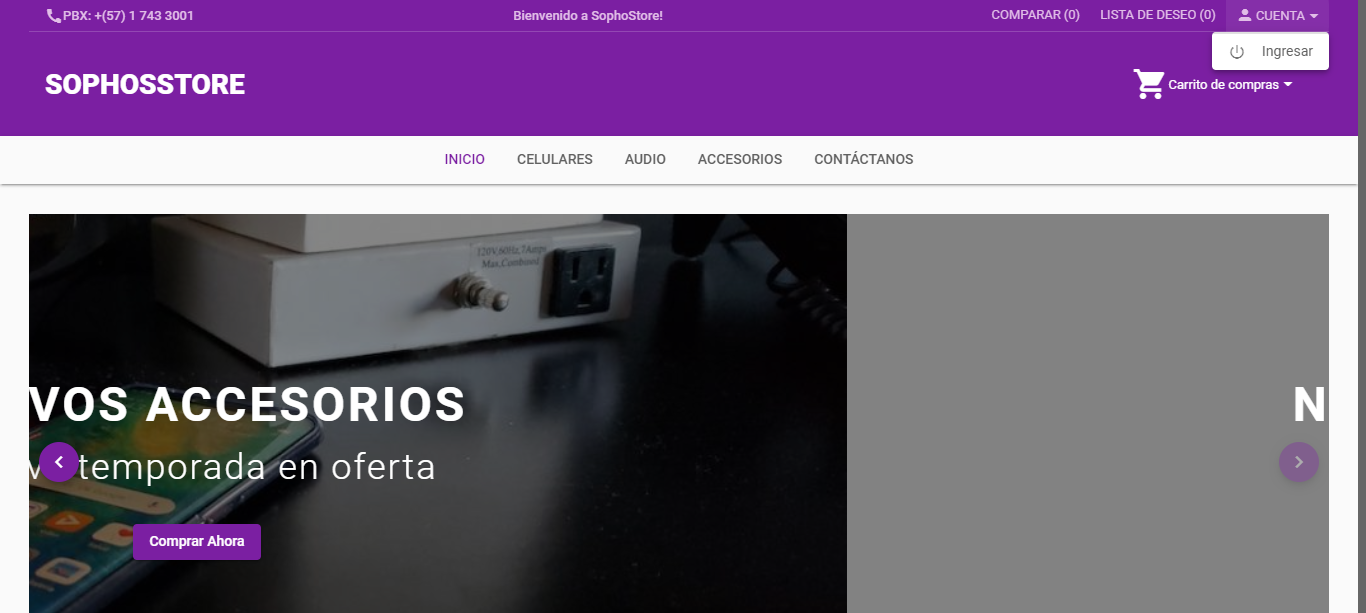 PBX: +(57) 1 743 3001
Bienvenido a SophoStore!
COMPARAR (0)
LISTA DE DESEO (0)
CUENTA
Ingresar
SOPHOSSTORE
Carrito de compras
INICIO
CELULARES
AUDIO
ACCESORIOS
CONTÁCTANOS
120V,60Hz,7Amps
Max,Combined
VOS ACCESORIOS
N
temporada en oferta
Comprar Ahora